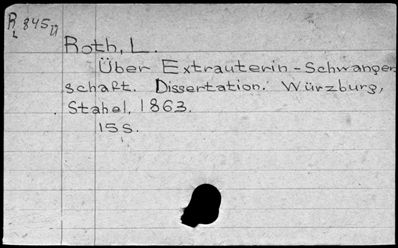 R 845
L
Roth, L.
Über Extrauterin-Schwanger
schaft. Dissertation. Würzburg,
Stahel, 1863.
15 S.